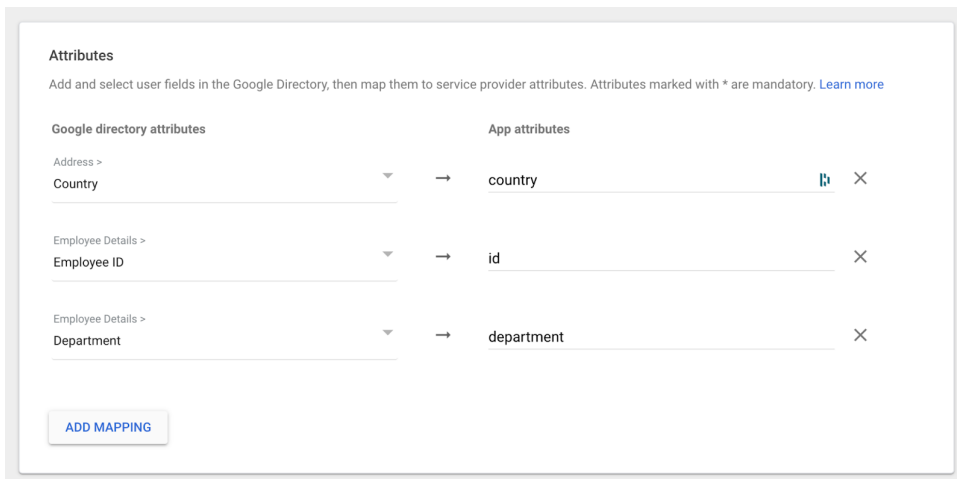 Attributes
Add and select user fields in the Google Directory, then map them to service provider attributes. Attributes marked with * are mandatory. Learn more
Google directory attributes App attributes
Address >
Country → country
Employee Details >
Employee ID → id
Employee Details >
Department → department
ADD MAPPING